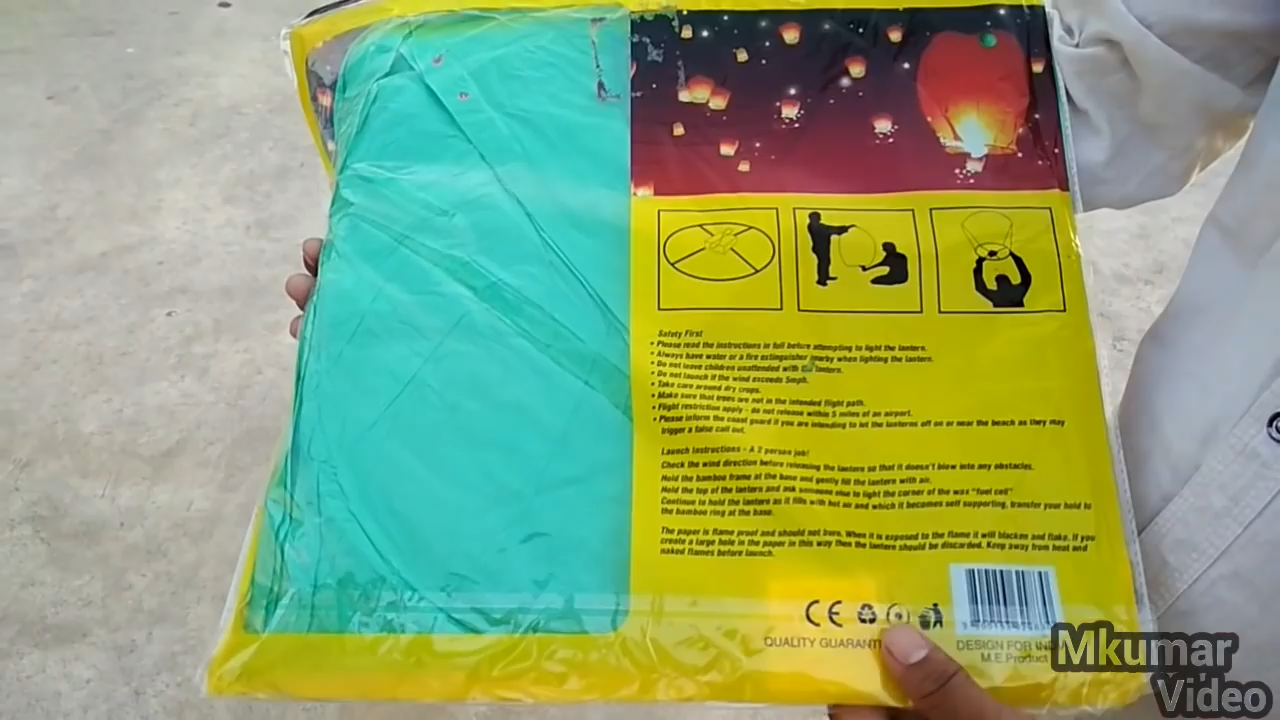 Safety First
• Please read the instructions in full before attempting to light the lantern.
• Always have water or a fire extinguisher nearby when lighting the lantern.
• Do not leave children unattended with the lantern.
• Do not launch if the wind exceeds 5mph.
• Take care around dry crops.
• Make sure that trees are not in the intended flight path.
• Flight restriction apply - do not release within 5 miles of an airport.
• Please inform the coast guard if you are intending to let the lanterns off on or near the beach as they may
trigger a false call out.
Launch Instructions - A 2 person job!
Check the wind direction before releasing the lantern so that it doesn't blow into any obstacles.
Hold the bamboo frame at the base and gently fill the lantern with air.
Hold the top of the lantern and ask someone else to light the corner of the wax "fuel cell"
Continue to hold the lantern as it fills with hot air and which it becomes self supporting, transfer your hold to
the bamboo ring at the base.
The paper is flame proof and should not burn. When it is exposed to the flame it will blacken and flake. If you
create a large hole in the paper in this way then the lantern should be discarded. Keep away from heat and
naked flames before launch.
CE
QUALITY
DESIGN FOR
M.E.Product
Mkumar
Video